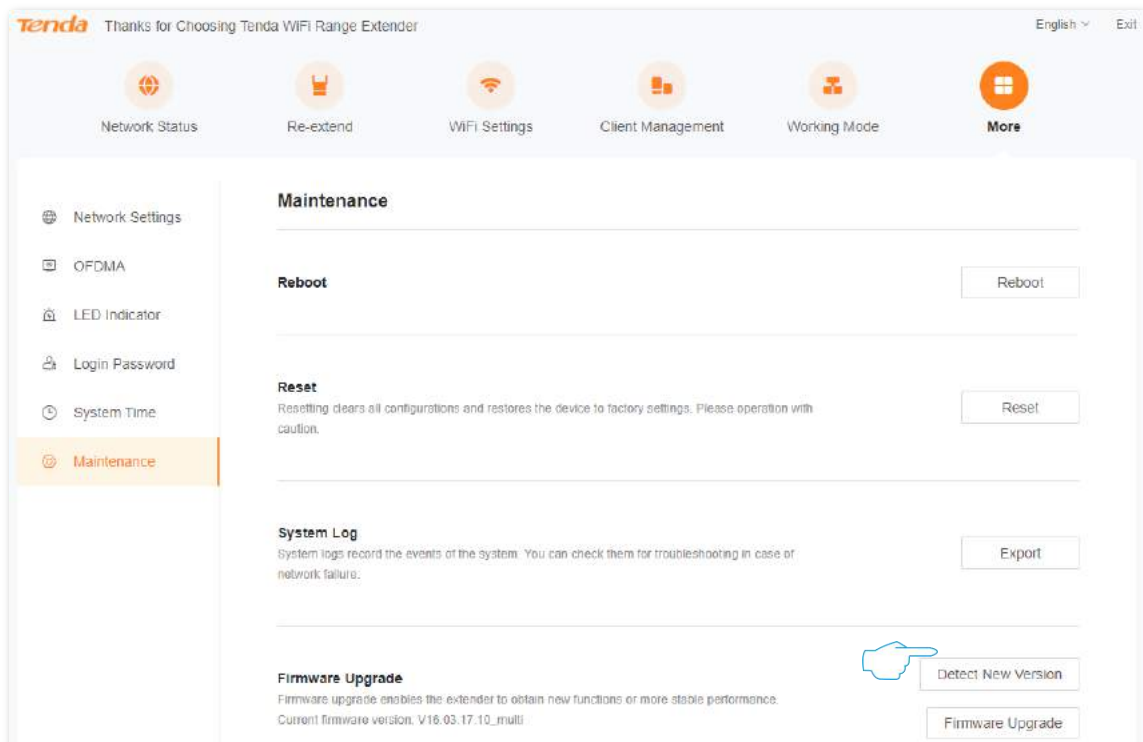 Tenda Thanks for Choosing Tenda WiFi Range Extender English Exit
Network Status Re-extend WiFi Settings Client Management Working Mode More
Network Settings
OFDMA
LED Indicator
Login Password
System Time
Maintenance
Maintenance
Reboot Reboot
Reset
Resetting clears all configurations and restores the device to factory settings. Please operation with
caution.
Reset
System Log
System logs record the events of the system. You can check them for troubleshooting in case of
network failure.
Export
Firmware Upgrade
Firmware upgrade enables the extender to obtain new functions or more stable performance.
Current firmware version: V16.03.17.10_multi
Detect New Version
Firmware Upgrade